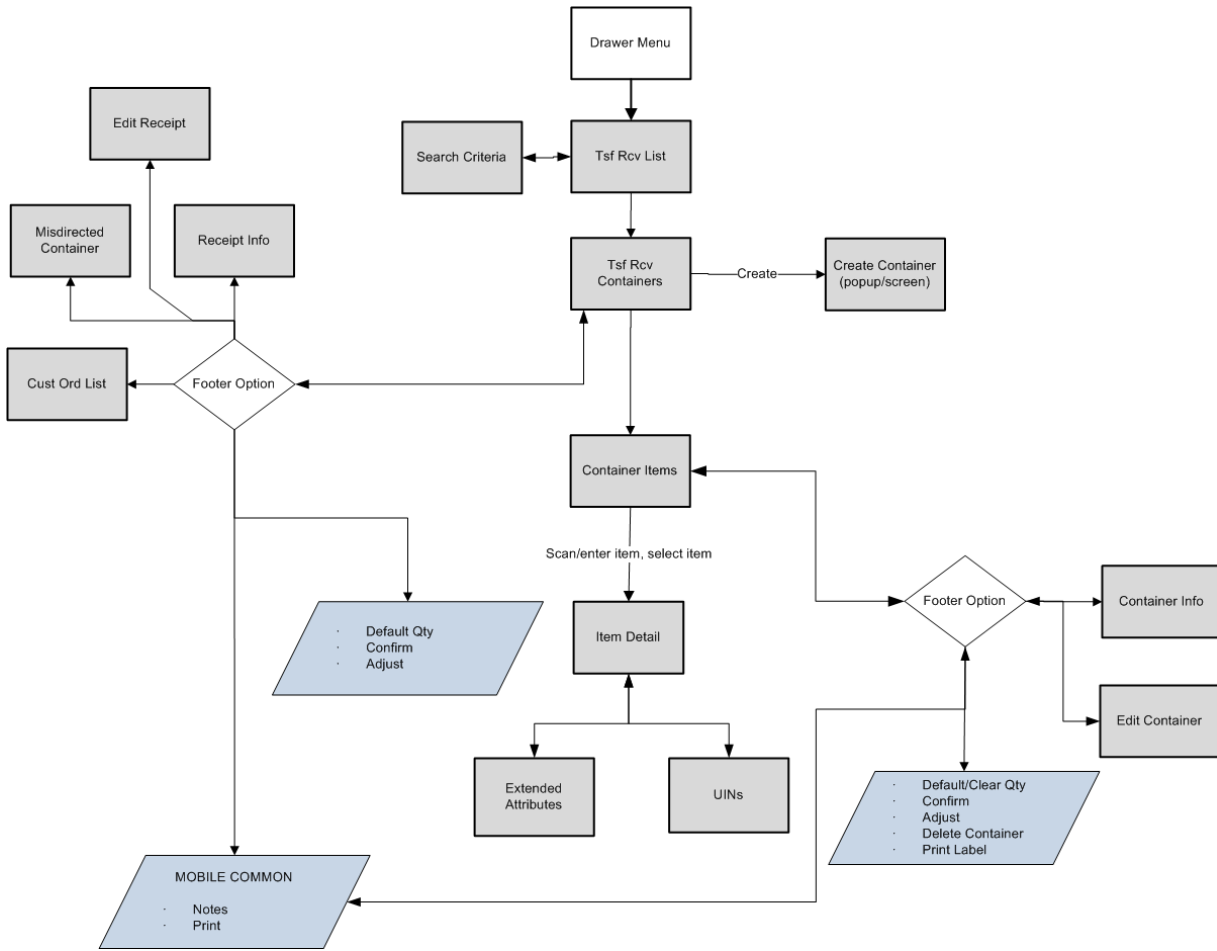 Drawer Menu
Edit Receipt
Search Criteria
Tsf Rcv List
Misdirected
Container
Receipt Info
Tsf Rcv
Containers
Create
Create Container
(popup/screen)
Cust Ord List
Footer Option
Container Items
Scan/enter item, select item
Footer Option
Container Info
· Default Qty
· Confirm
· Adjust
Item Detail
Edit Container
Extended
Attributes
UINs
· Default/Clear Qty
· Confirm
· Adjust
· Delete Container
· Print Label
MOBILE COMMON
· Notes
· Print